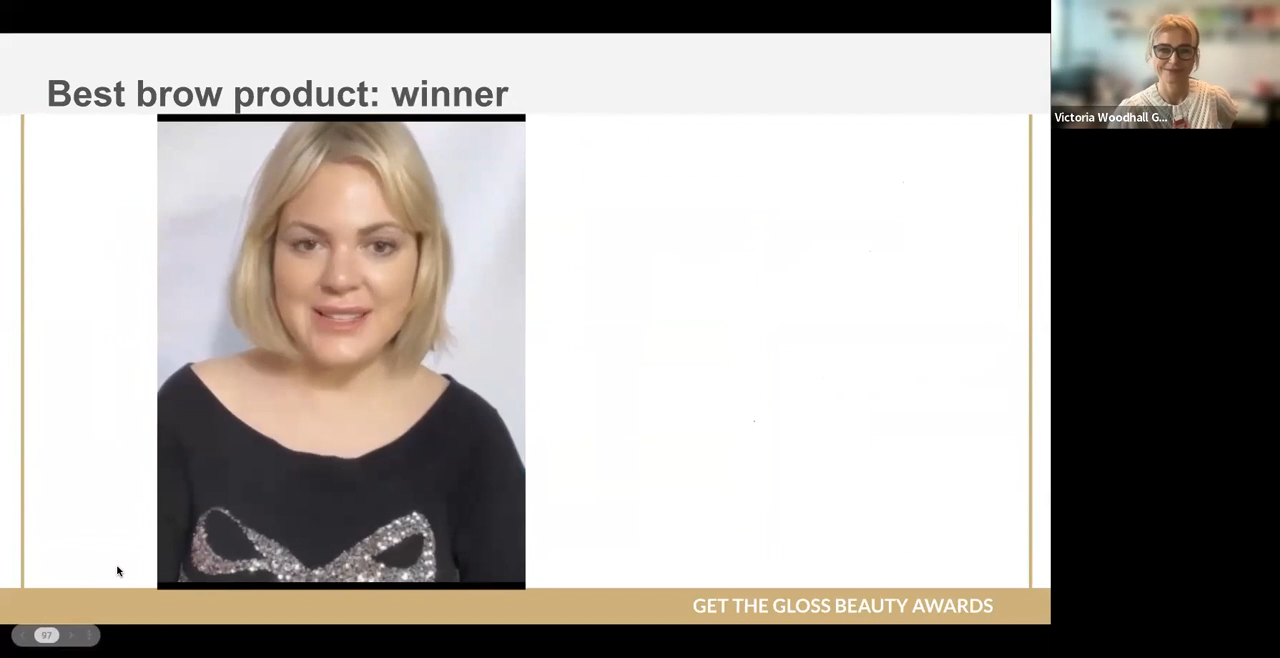 Best brow product: winner
Victoria Woodhall G...
GET THE GLOSS BEAUTY AWARDS
97